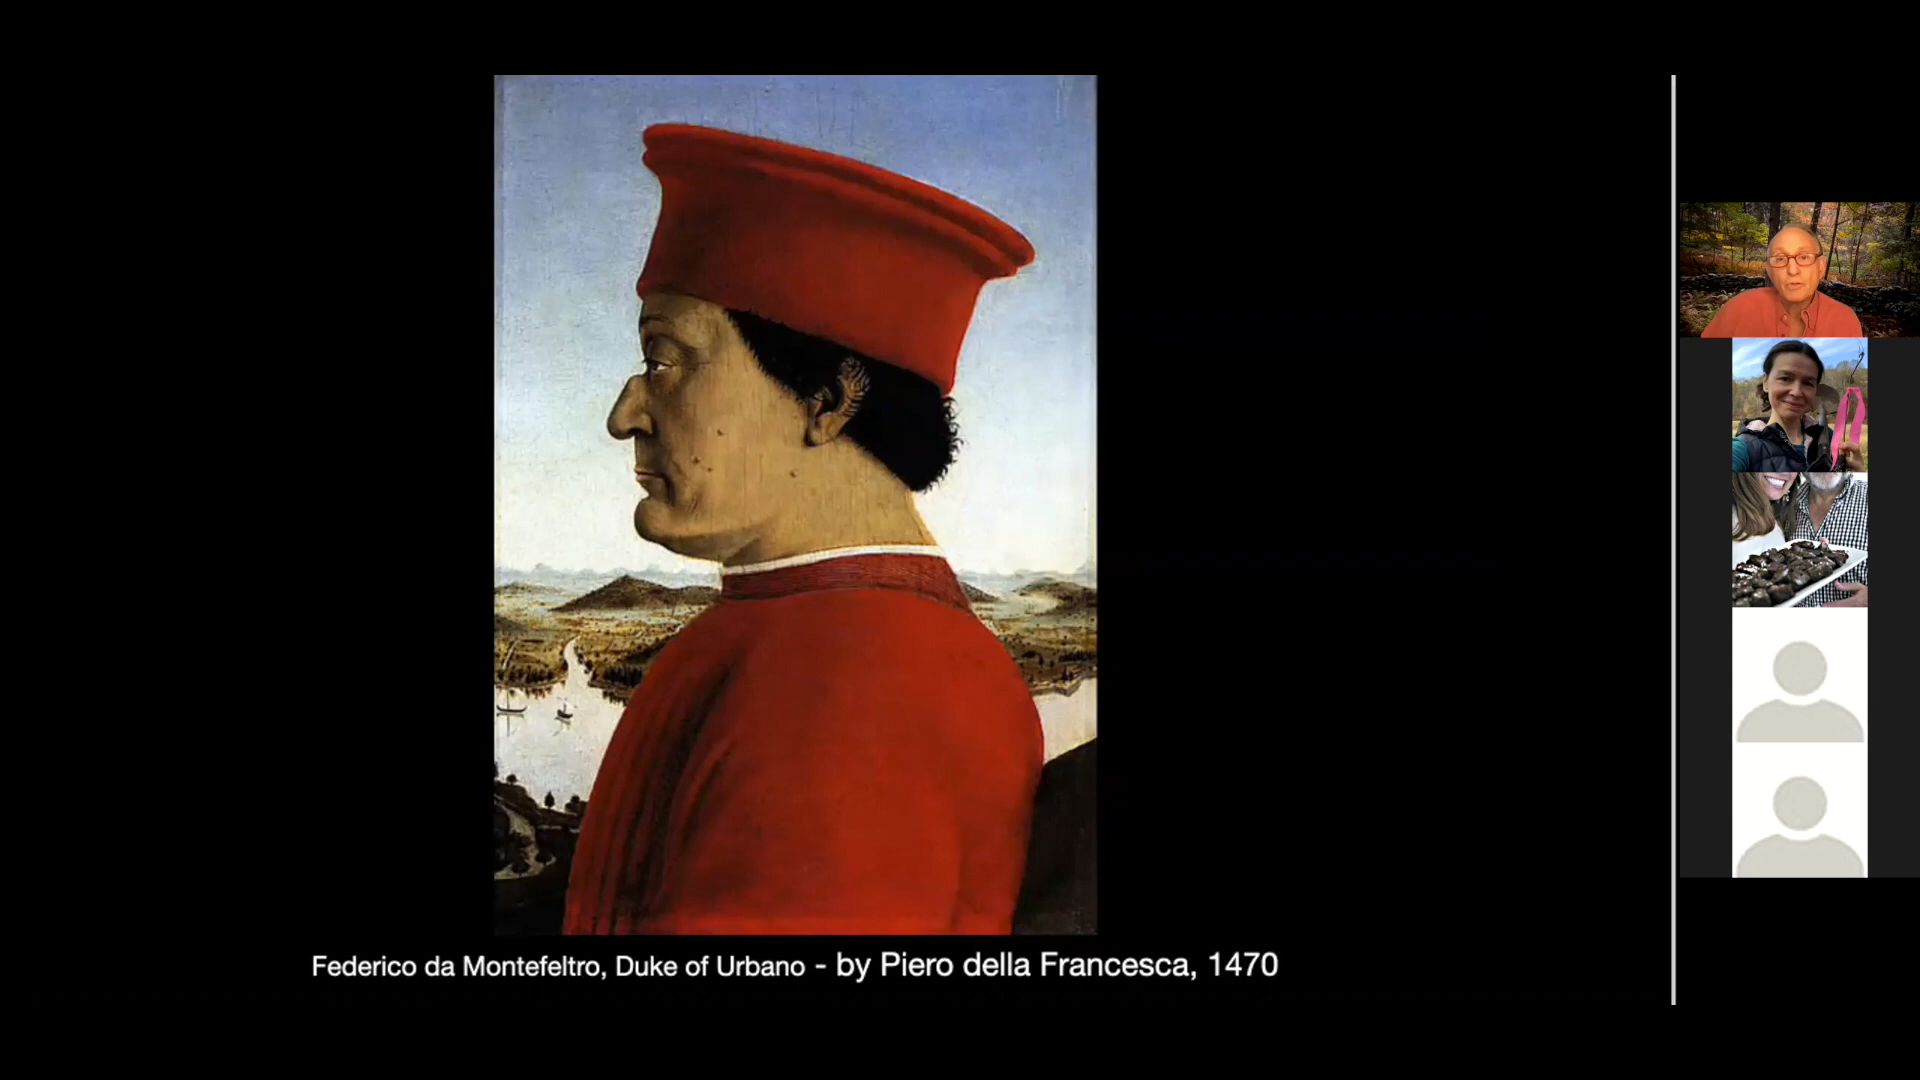 Federico da Montefeltro, Duke of Urbano - by Piero della Francesca, 1470